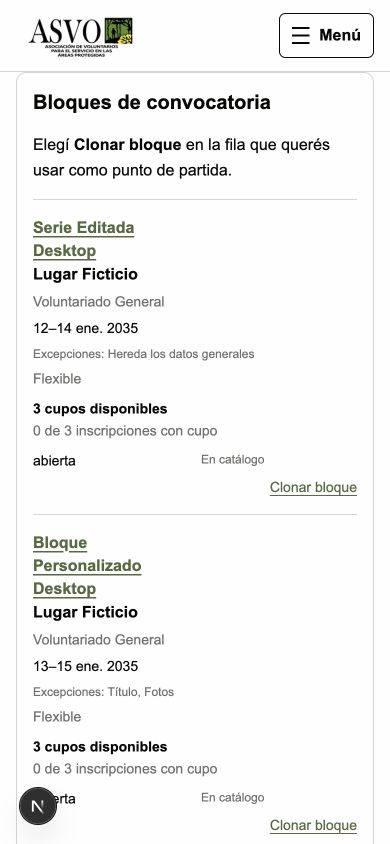 ASVO
ASOCIACIÓN DE VOLUNTARIOS
PARA EL SERVICIO EN LAS
ÁREAS PROTEGIDAS
Menú
Bloques de convocatoria
Elegí Clonar bloque en la fila que querés
usar como punto de partida.
Serie Editada
Desktop
Lugar Ficticio
Voluntariado General
12–14 ene. 2035
Excepciones: Hereda los datos generales
Flexible
3 cupos disponibles
0 de 3 inscripciones con cupo
abierta En catálogo
Clonar bloque
Bloque
Personalizado
Desktop
Lugar Ficticio
Voluntariado General
13–15 ene. 2035
Excepciones: Título, Fotos
Flexible
3 cupos disponibles
0 de 3 inscripciones con cupo
N erta En catálogo
Clonar bloque